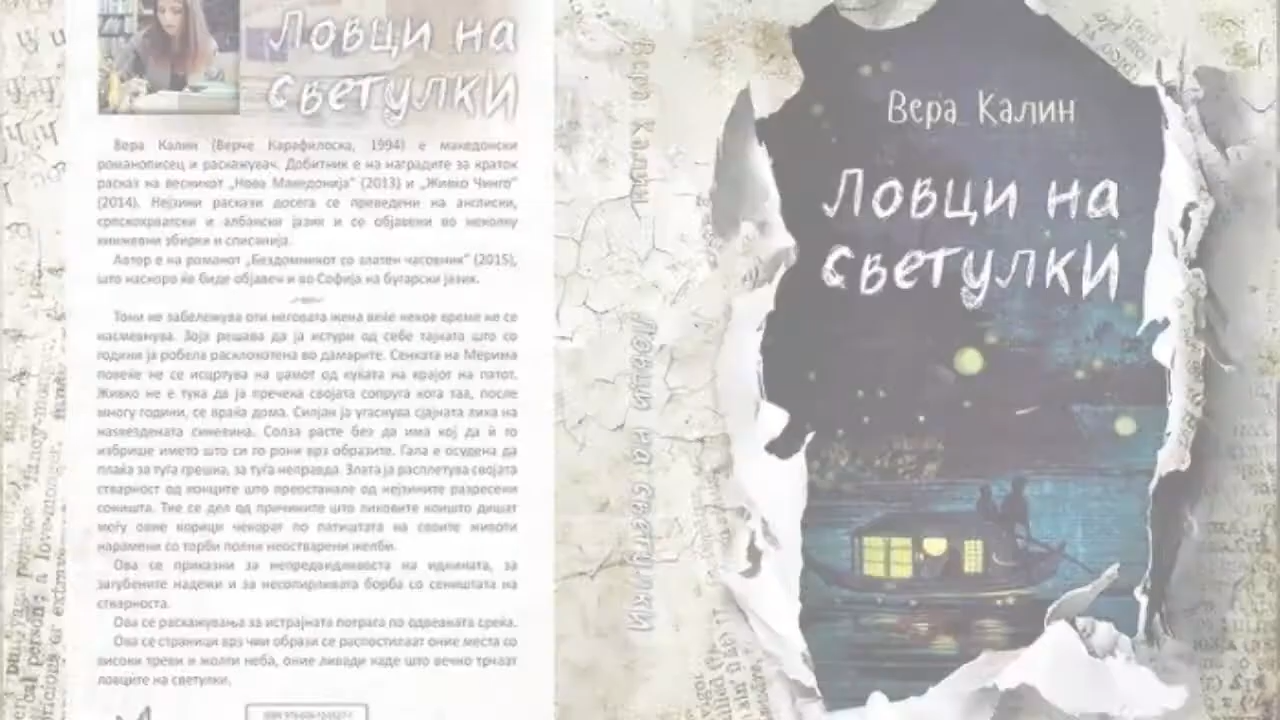 Ловци на
светулки
Вера Калин (Верче Карафилоска, 1994) е македонски
романописец и раскажувач. Добитник е на наградите за краток
расказ на весникот „Нова Македонија" (2013) и „Живко Чинго"
(2014). Нејзини раскази досега се преведени на англиски,
српскохрватски и албански јазик и се објавени во неколку
книжевни збирки и списанија.
Автор е на романот „Бездомникот со златен часовник" (2015),
што наскоро ќе биде објавен и во Софија на бугарски јазик.
Тони не забележува оти неговата жена веќе некое време не се
насмевнува. Зоја решава да ја истури од себе тајната што со
години ја робела расклокотена во дамарите. Сенката на Мерима
повеќе не се исцртува на џамот од куќата на крајот на патот.
Живко не е тука да ја пречека својата сопруга кога таа, после
многу години, се враќа дома. Силјан ја угаснува сјајната лика на
наѕвездената синевина. Солза расте без да има кој да ѝ го
избрише името што си го рони врз образите. Гала е осудена да
плаќа за туѓа грешка, за туѓа неправда. Злата ја расплетува својата
стварност од конците што преостанале од нејзините разресени
соништа. Тие се дел од причините што ликовите коишто дишат
меѓу овие корици чекорат по патиштата на своите животи
нарамени со торби полни неостварени желби.
Ова се приказни за непредвидливоста на иднината, за
загубените надежи и за несопирливата борба со сеништата на
стварноста.
Ова се раскажувања за истрајната потрага по одвеаната среќа.
Ова се страници врз чии образи се распостилаат оние места со
високи треви и жолти неба, оние ливади каде што вечно трчаат
ловците на светулки.
Вера Калин
Ловци на светулки
Вера Калин
Ловци на
светулки